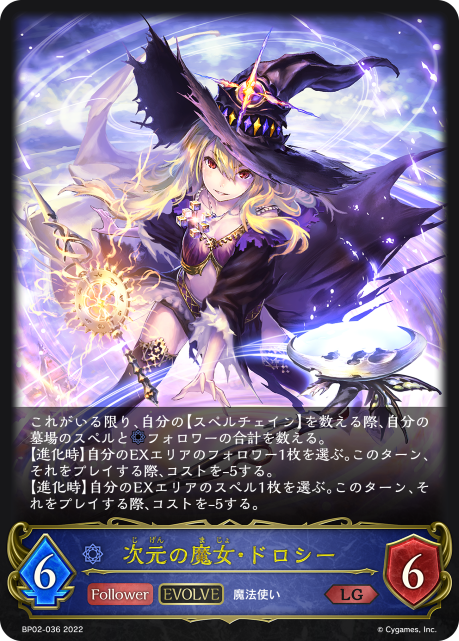 これがいる限り、自分の【スペルチェイン】を数える際、自分の
墓場のスペルとフォロワーの合計を数える。
【進化時】自分のEXエリアのフォロワー1枚を選ぶ。このターン、
それをプレイする際、コストを-5する。
【進化時】自分のEXエリアのスペル1枚を選ぶ。このターン、そ
れをプレイする際、コストを-5する。
じげん まじょ
次元の魔女・ドロシー
6
Follower EVOLVE 魔法使い LG
6
BP02-036 2022
© Cygames, Inc.